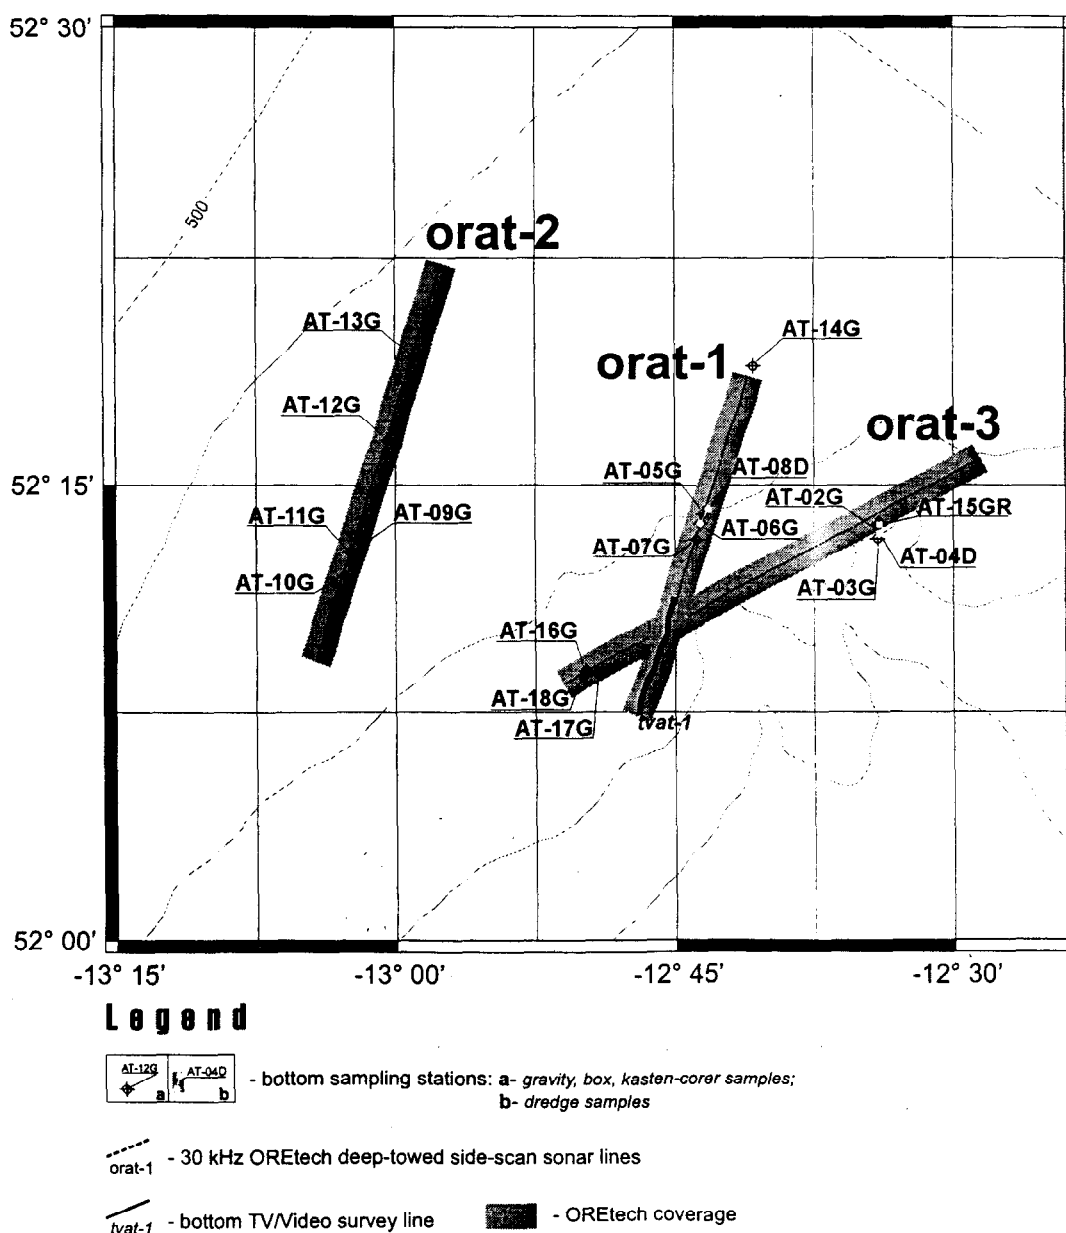 52° 30'
500
orat-2
AT-13G
AT-14G
orat-1
AT-12G
orat-3
52° 15'
AT-05G
AT-08D
AT-02G
AT-15GR
AT-11G
AT-09G
AT-07G
AT-06G
AT-04D
AT-10G
AT-03G
AT-16G
AT-18G
AT-17G
tvat-1
52° 00'
-13° 15'
-13° 00'
-12° 45'
-12° 30'
Legend
AT-12G a AT-04D b - bottom sampling stations: a- gravity, box, kasten-corer samples;
b- dredge samples
orat-1 - 30 kHz OREtech deep-towed side-scan sonar lines
tvat-1 - bottom TV/Video survey line
- OREtech coverage